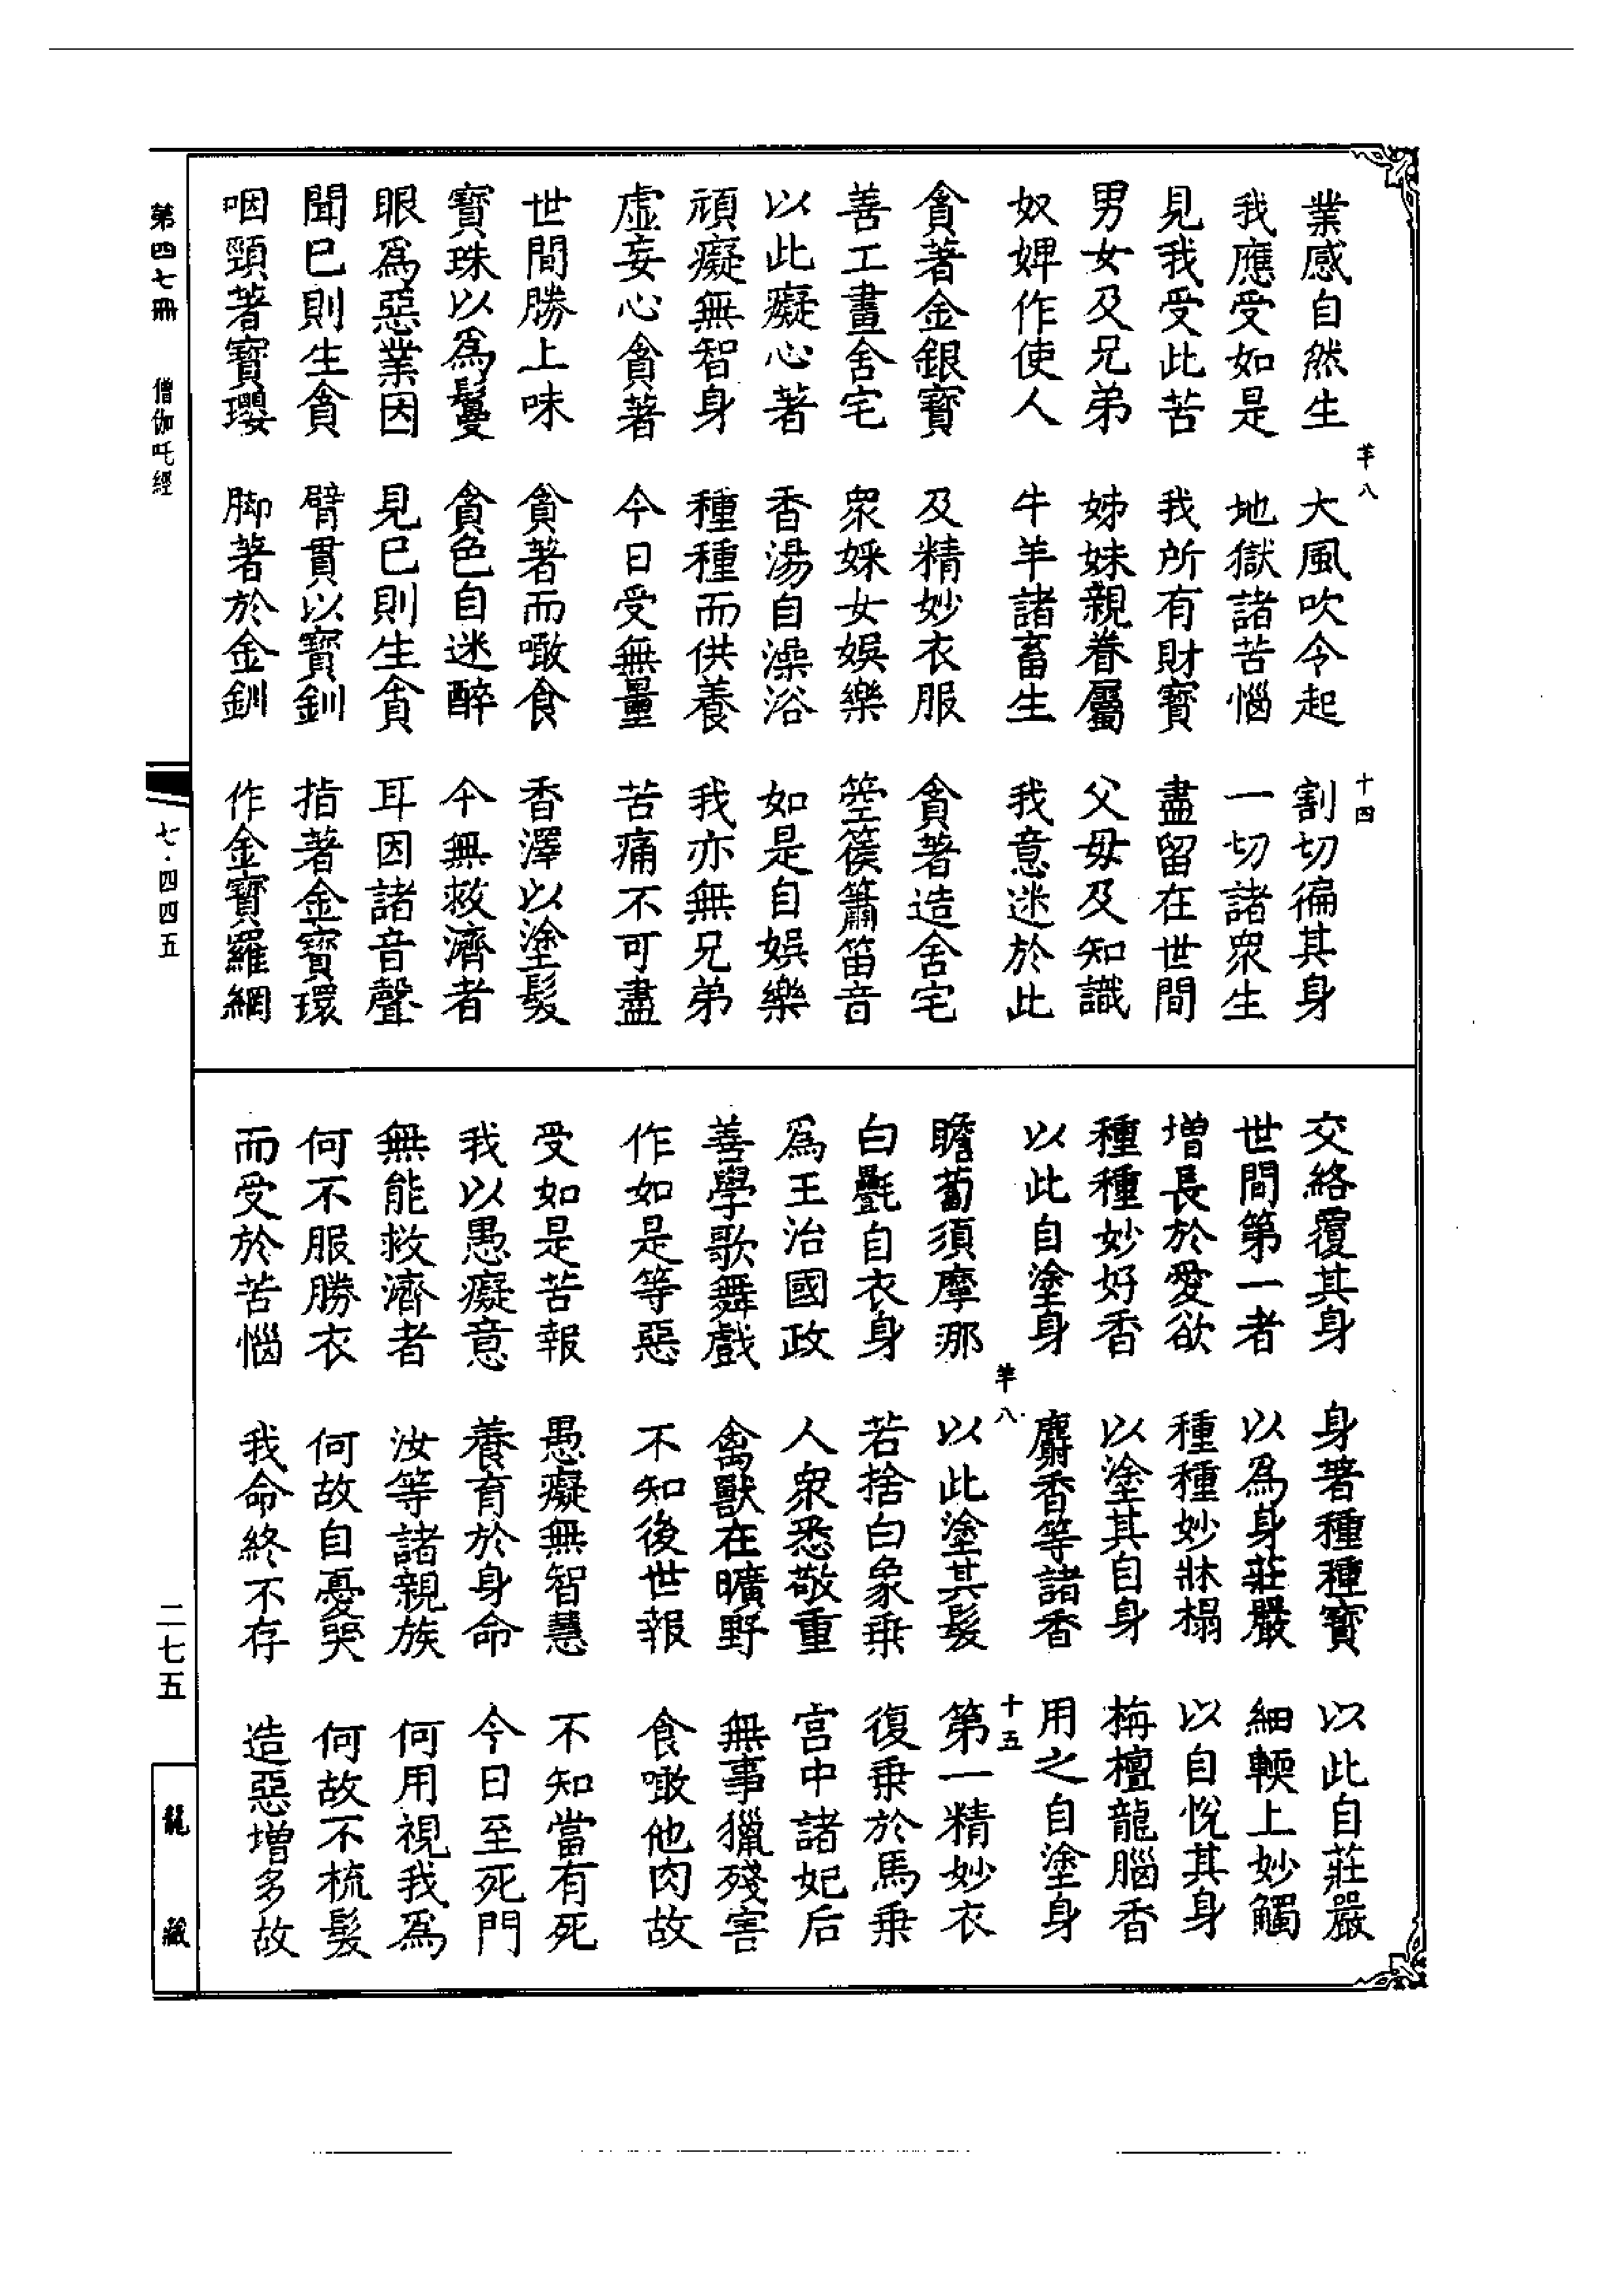 業感自然生　大風吹令起　割切徧其身
我應受如是　地獄諸苦惱　一切諸衆生
見我受此苦　我所有財寶　盡留在世間
男女及兄弟　姊妹親眷屬　父母及知識
奴婢作使人　牛羊諸畜生　我意迷於此
貪著金銀寶　及精妙衣服　貪著造舍宅
善工畫舍宅　衆婇女娛樂　箜篌簫笛音
以此癡心著　香湯自澡浴　如是自娛樂
頑癡無智身　種種而供養　我亦無兄弟
虛妄心貪著　今日受無量　苦痛不可盡
世間勝上味　貪著而噉食　香澤以塗髮
寶珠以爲鬘　貪色自迷醉　今無救濟者
眼爲惡業因　見已則生貪　耳因諸音聲
聞已則生貪　臂貫以寶釧　指著金寶環
咽頸著寶瓔　脚著於金釧　作金寶羅網
羊八
十四
交絡覆其身　身著種種寶　以此自莊嚴
世間第一者　以爲身莊嚴　細輭上妙觸
增長於愛欲　種種妙牀榻　以自悅其身
種種妙好香　以塗其自身　栴檀龍腦香
以此自塗身　麝香等諸香　用之自塗身
羊八
十五
瞻蔔須摩那　以此塗其髮　第一精妙衣
白氎自衣身　若捨白象乗　復乗於馬乗
爲王治國政　人衆悉敬重　宫中諸妃后
善學歌舞戲　禽獸在曠野　無事獵殘害
作如是等惡　不知後世報　食噉他肉故
受如是苦報　愚癡無智慧　不知當有死
我以愚癡意　養育於身命　今日至死門
無能救濟者　汝等諸親族　何用視我爲
何不服勝衣　何故自憂哭　何故不梳髮
而受於苦惱　我命終不存　造惡增多故
第四七冊　僧伽吒經
七·四四五
二七五
龍藏